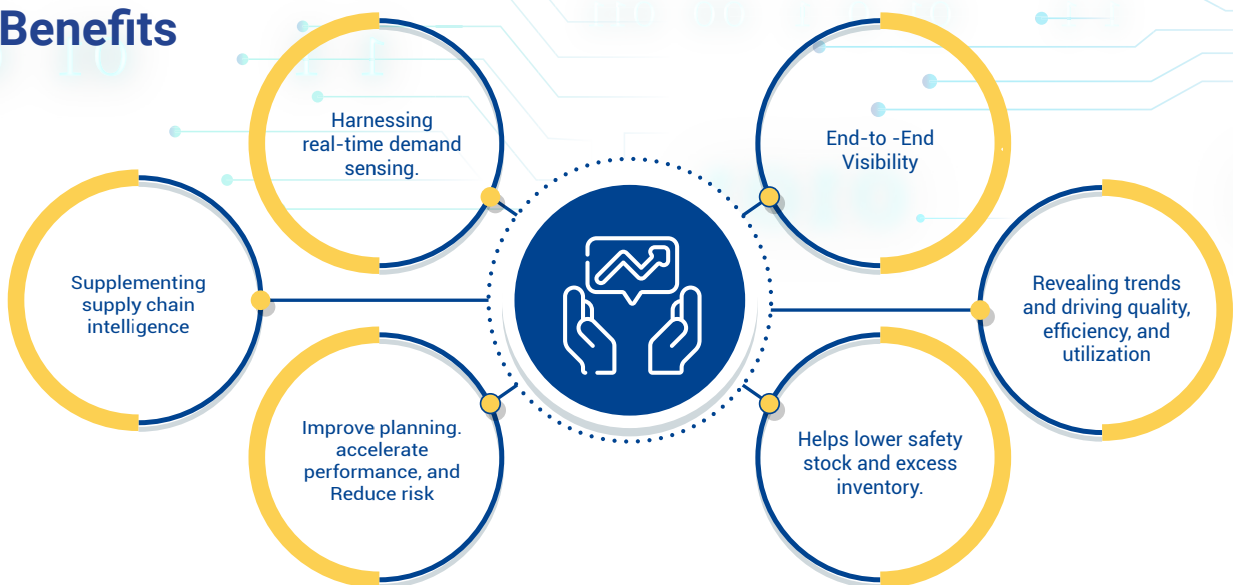 Benefits
Harnessing
real-time demand
sensing.
End-to -End
Visibility
Supplementing
supply chain
intelligence
Revealing trends
and driving quality,
efficiency, and
utilization
Improve planning.
accelerate
performance, and
Reduce risk
Helps lower safety
stock and excess
inventory.